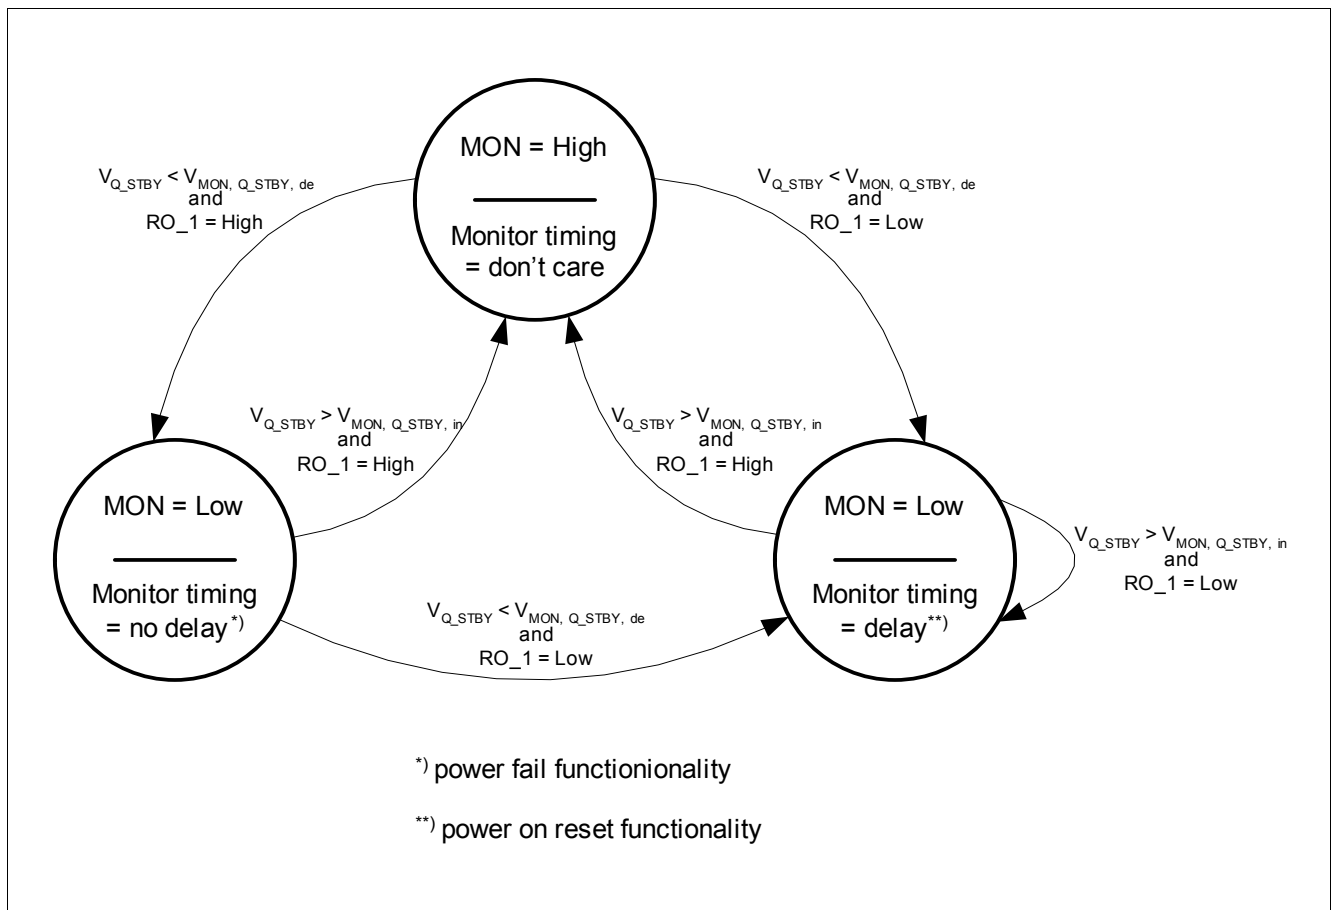 MON = High
Monitor timing
= don't care
V_Q_STBY < V_MON, Q_STBY, de
and
RO_1 = High
V_Q_STBY < V_MON, Q_STBY, de
and
RO_1 = Low
V_Q_STBY > V_MON, Q_STBY, in
and
RO_1 = High
V_Q_STBY > V_MON, Q_STBY, in
and
RO_1 = High
MON = Low
Monitor timing
= no delay*)
MON = Low
Monitor timing
= delay**)
V_Q_STBY > V_MON, Q_STBY, in
and
RO_1 = Low
V_Q_STBY < V_MON, Q_STBY, de
and
RO_1 = Low
*) power fail functionionality
**) power on reset functionality